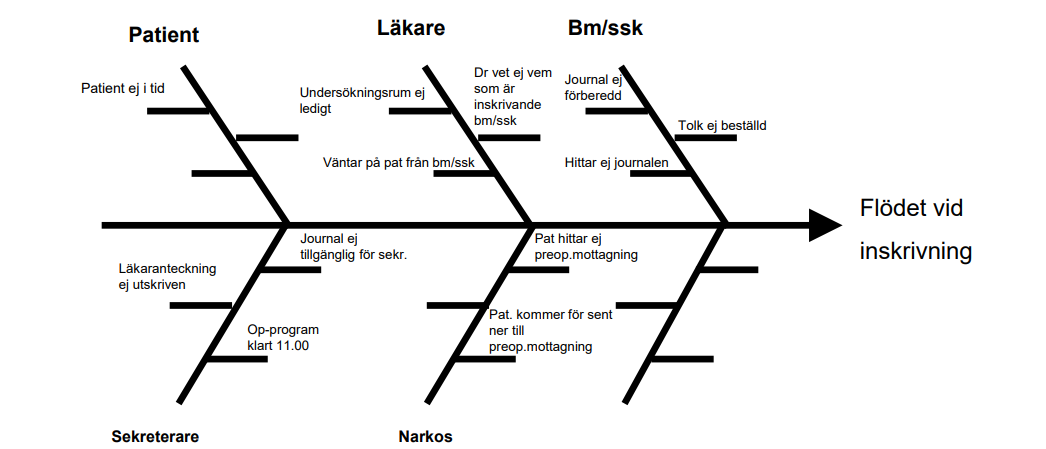 Patient
Läkare
Bm/ssk
Patient ej i tid
Undersökningsrum ej
ledigt
Dr vet ej vem
som är
inskrivande
bm/ssk
Väntar på pat från bm/ssk
Journal ej
förberedd
Tolk ej beställd
Hittar ej journalen
Flödet vid
inskrivning
Journal ej
tillgänglig för sekr.
Läkaranteckning
ej utskriven
Op-program
klart 11.00
Pat hittar ej
preop.mottagning
Pat. kommer för sent
ner till
preop.mottagning
Sekreterare
Narkos